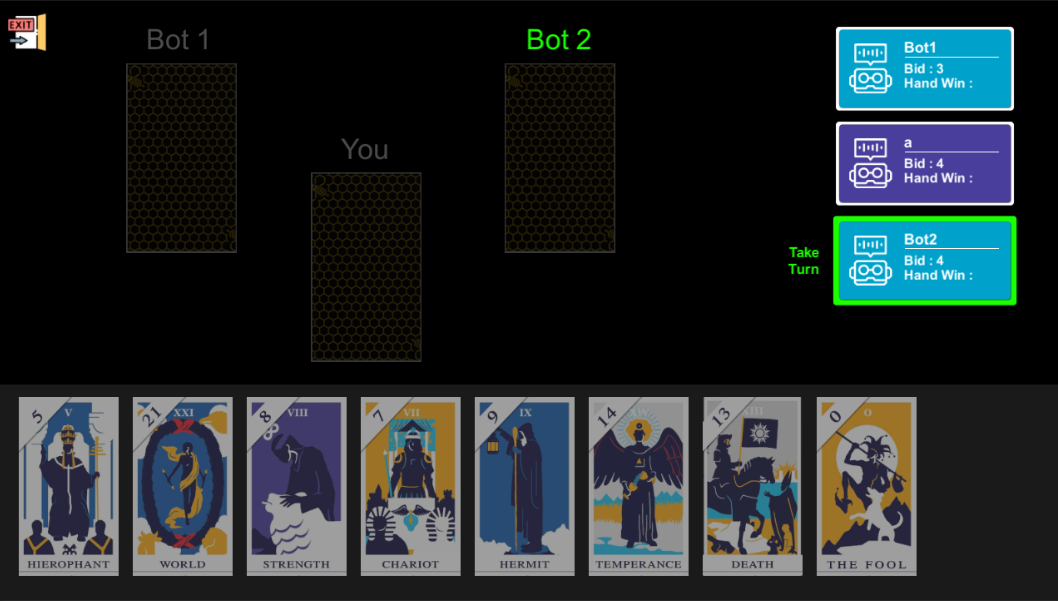 EXIT
Bot 1
Bot 2
You
Bot1
Bid : 3
Hand Win :
a
Bid : 4
Hand Win :
Take
Turn
Bot2
Bid : 4
Hand Win :
5
V
HIEROPHANT
21
XXI
WORLD
8
VIII
STRENGTH
7
VII
CHARIOT
9
IX
HERMIT
14
TEMPERANCE
13
XIII
DEATH
0
O
THE FOOL